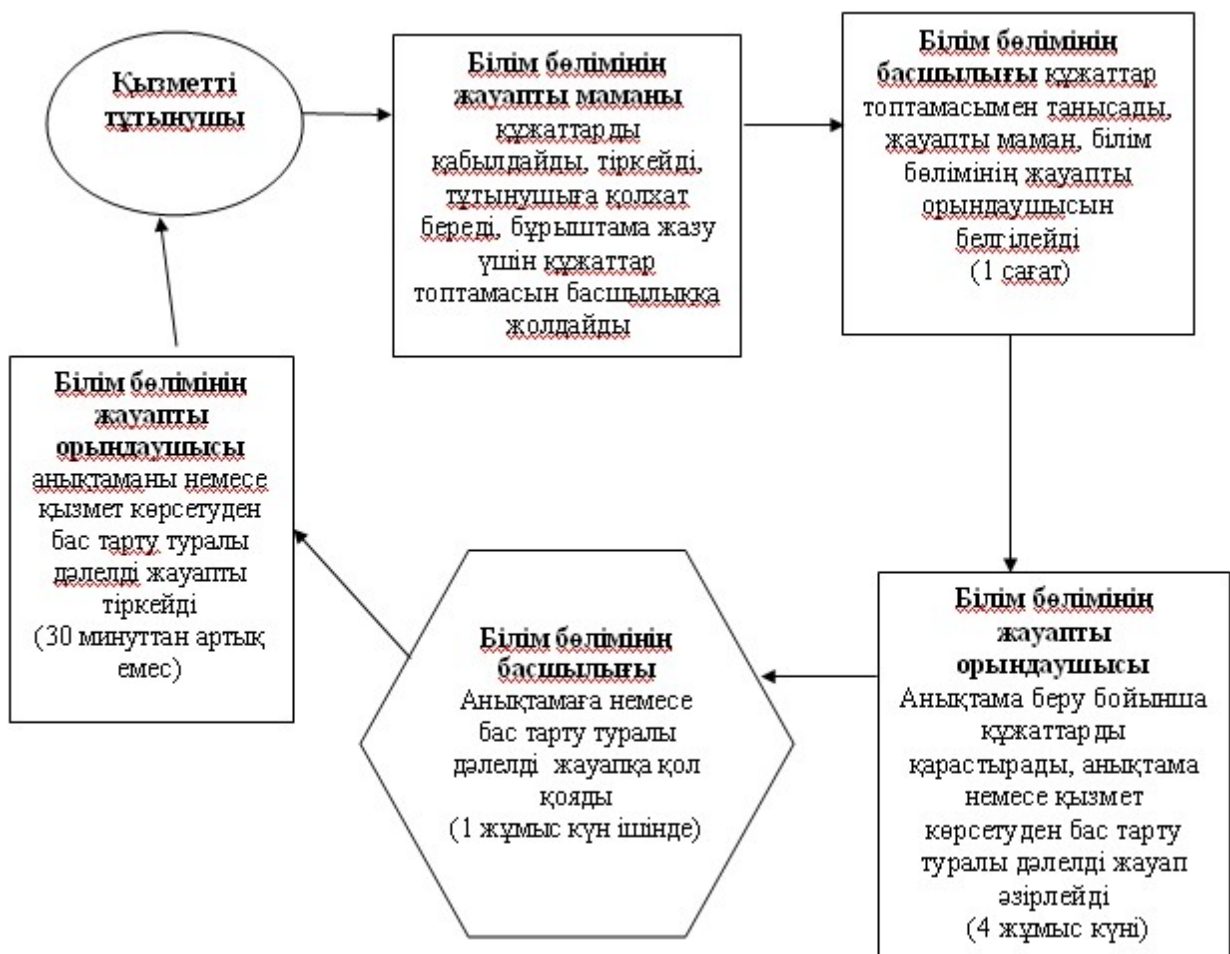 Қызметті
тұтынушы
Білім бөлімінің
жауапты маманы
құжаттарды
қабылдайды, тіркейді,
тұтынушыға қолхат
береді, бұрыштама жазу
үшін құжаттар
топтамасын басшылыққа
жолдайды
Білім бөлімінің
басшылығы құжаттар
топтамасымен танысады,
жауапты маман, білім
бөлімінің жауапты
орындаушысын
белгілейді
(1 сағат)
Білім бөлімінің
жауапты
орындаушысы
Анықтама беру бойынша
құжаттарды
қарастырады, анықтама
немесе қызмет
көрсетуден бас тарту
туралы дәлелді жауап
әзірлейді
(4 жұмыс күні)
Білім бөлімінің
басшылығы
Анықтамаға немесе
бас тарту туралы
дәлелді жауапқа қол
қояды
(1 жұмыс күн ішінде)
Білім бөлімінің
жауапты
орындаушысы
анықтаманы немесе
қызмет көрсетуден
бас тарту туралы
дәлелді жауапты
тіркейді
(30 минуттан артық
емес)